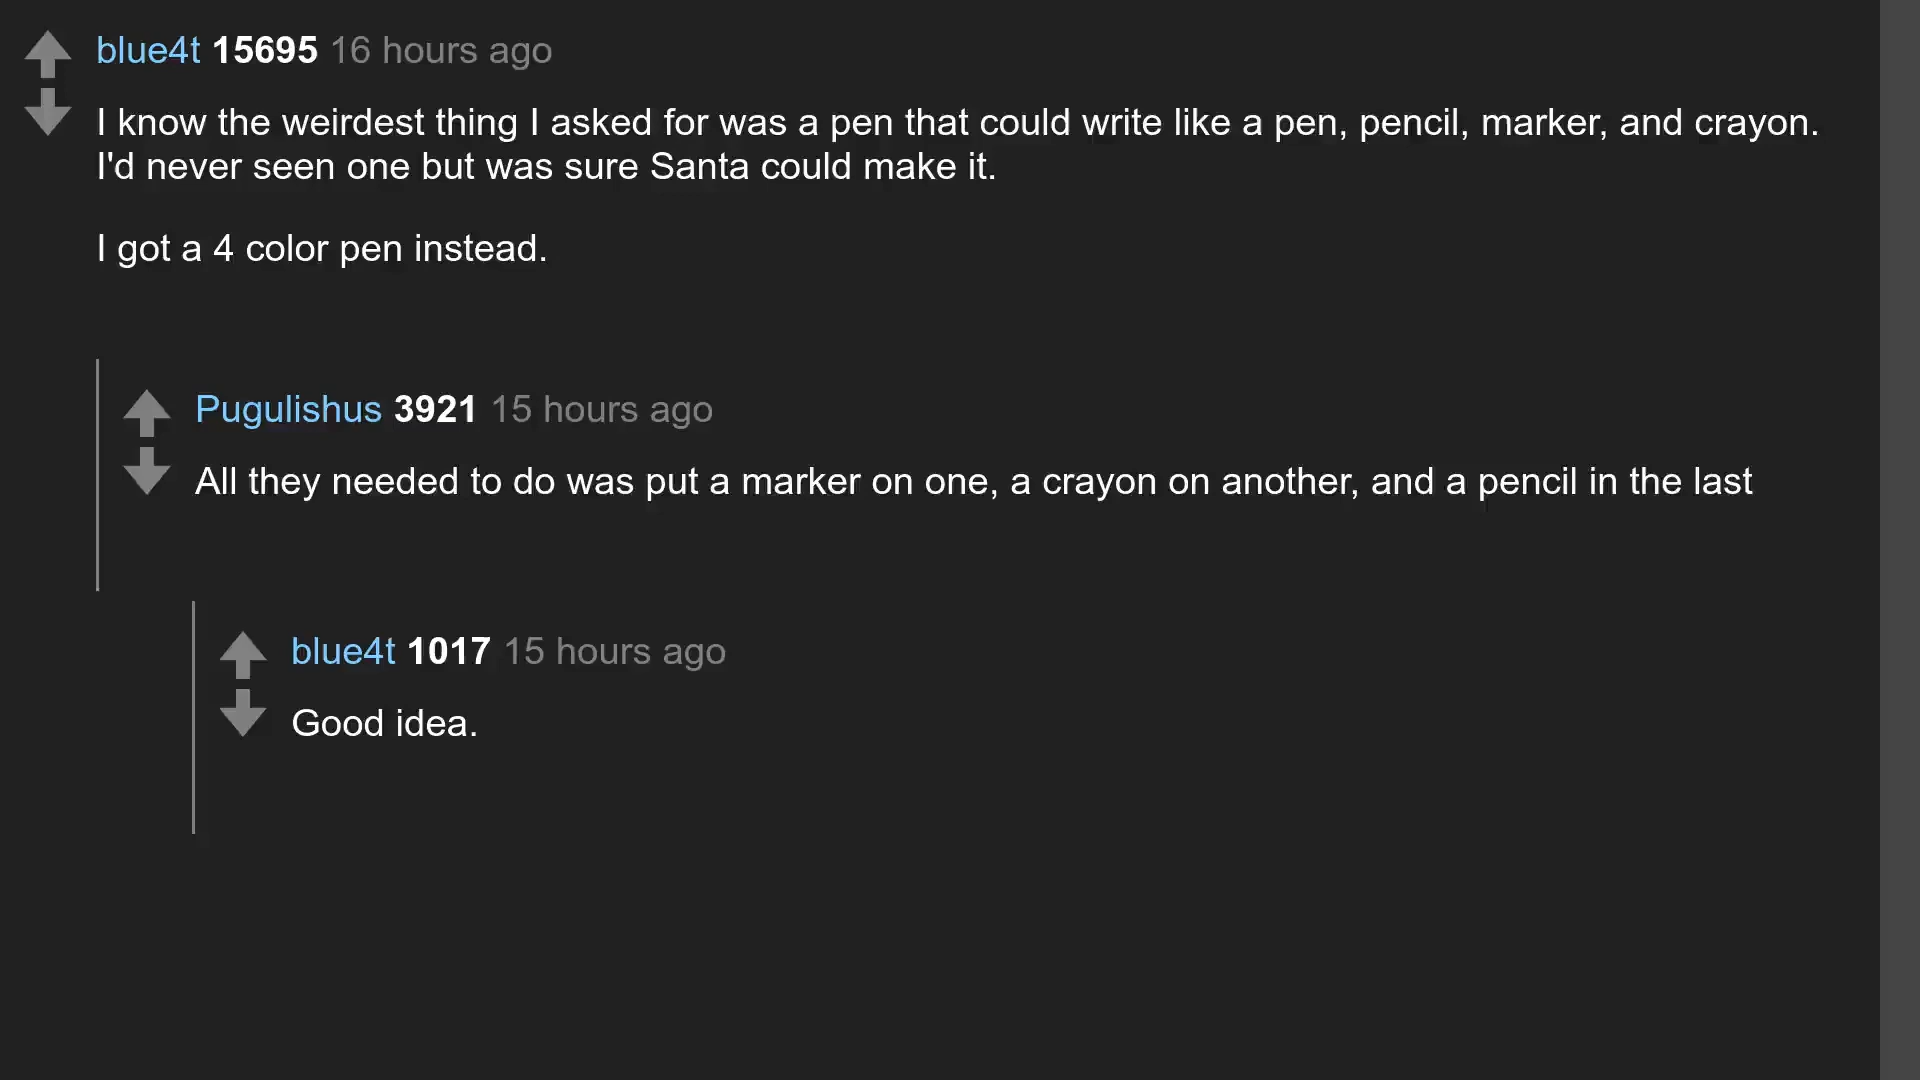 blue4t 15695 16 hours ago
I know the weirdest thing I asked for was a pen that could write like a pen, pencil, marker, and crayon.
I'd never seen one but was sure Santa could make it.
I got a 4 color pen instead.
Pugulishus 3921 15 hours ago
All they needed to do was put a marker on one, a crayon on another, and a pencil in the last
blue4t 1017 15 hours ago
Good idea.